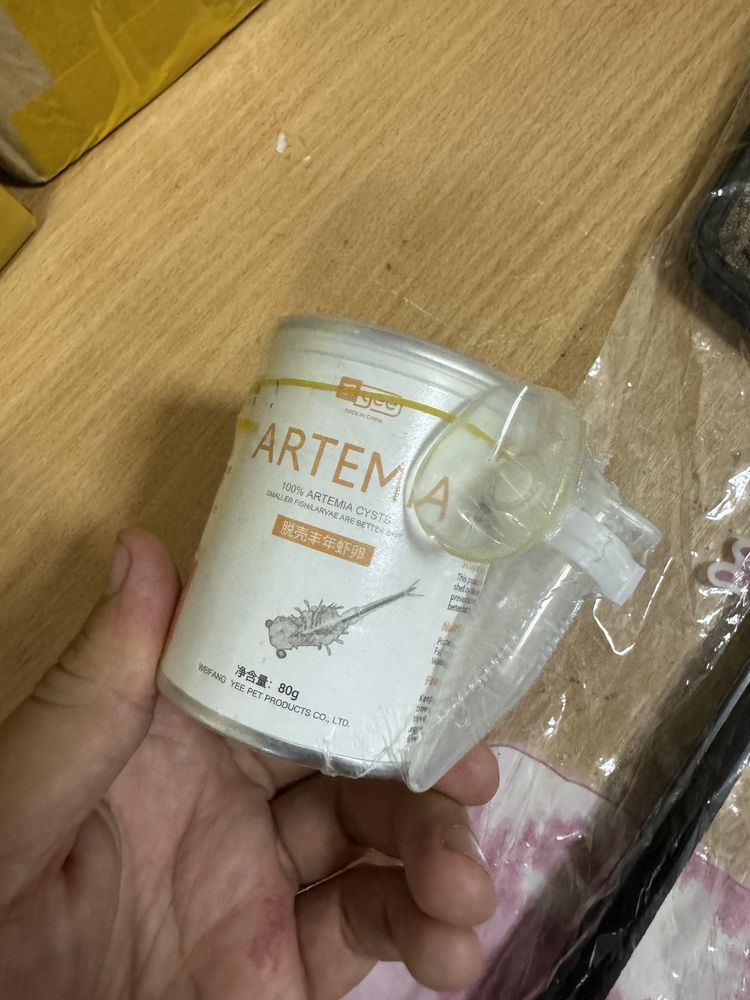 yee
MADE IN CHINA
ARTEMIA
100% ARTEMIA CYSTS
SMALLER FISH/LARVAE ARE BETTER
脱壳丰年虾卵
净含量: 80g
WEIFANG YEE PET PRODUCTS CO., LTD.
This